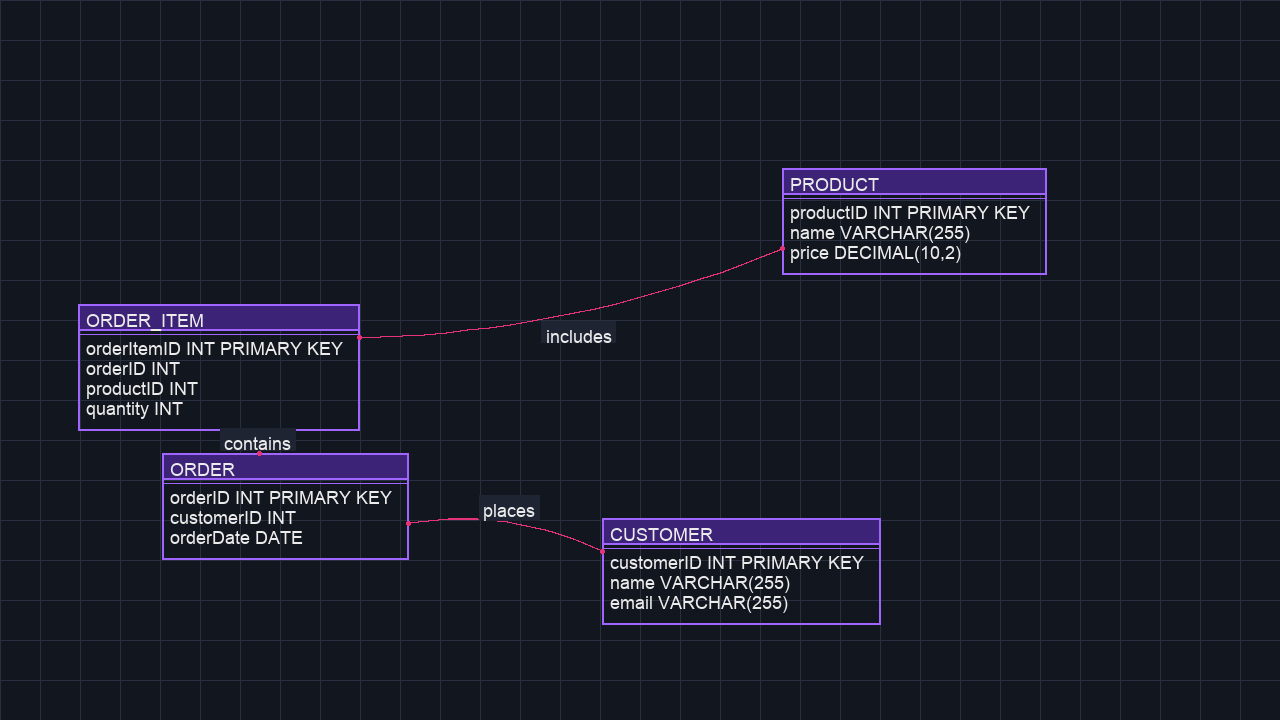 PRODUCT
productID INT PRIMARY KEY
name VARCHAR(255)
price DECIMAL(10,2)
ORDER_ITEM
orderItemID INT PRIMARY KEY
orderID INT
productID INT
quantity INT
includes
contains
ORDER
orderID INT PRIMARY KEY
customerID INT
orderDate DATE
places
CUSTOMER
customerID INT PRIMARY KEY
name VARCHAR(255)
email VARCHAR(255)